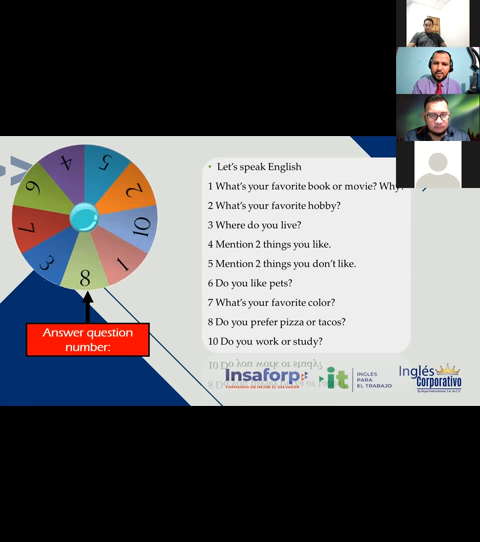 • Let's speak English
1 What's your favorite book or movie? Why?
2 What's your favorite hobby?
3 Where do you live?
4 Mention 2 things you like.
5 Mention 2 things you don't like.
6 Do you like pets?
7 What's your favorite color?
8 Do you prefer pizza or tacos?
10 Do you work or study?
4
5
6
2
7
10
3
8
1
Answer question
number:
Insaforp
it
INGLÉS
PARA
EL TRABAJO
Inglés
Corporativo